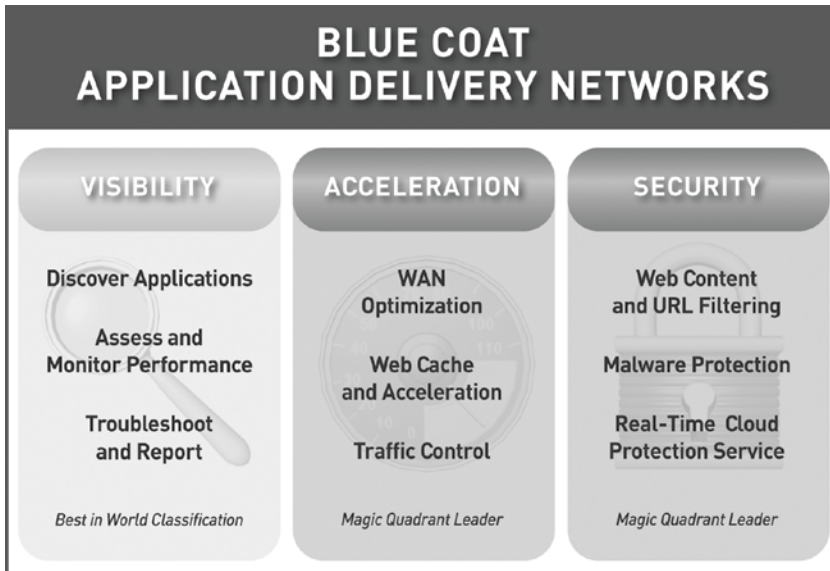 BLUE COAT
APPLICATION DELIVERY NETWORKS
VISIBILITY
Discover Applications
Assess and
Monitor Performance
Troubleshoot
and Report
Best in World Classification
ACCELERATION
WAN
Optimization
Web Cache
and Acceleration
Traffic Control
Magic Quadrant Leader
SECURITY
Web Content
and URL Filtering
Malware Protection
Real-Time Cloud
Protection Service
Magic Quadrant Leader